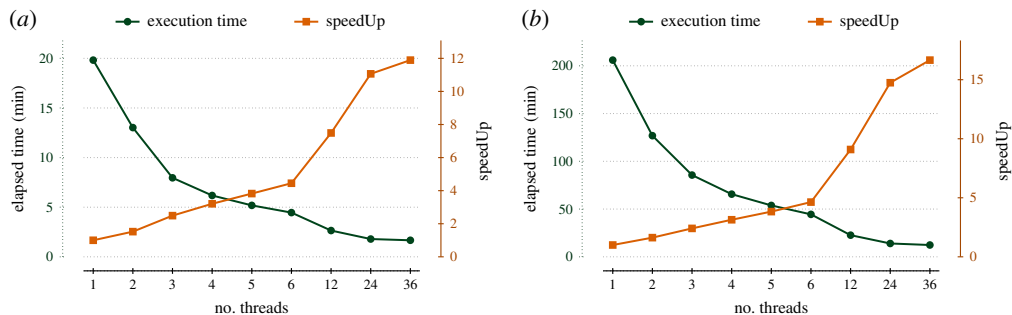 (a)
execution time
speedUp
20
15
10
5
0
elapsed time (min)
12
10
8
6
4
2
0
speedUp
1 2 3 4 5 6 12 24 36
no. threads
(b)
execution time
speedUp
200
150
100
50
0
elapsed time (min)
15
10
5
0
speedUp
1 2 3 4 5 6 12 24 36
no. threads